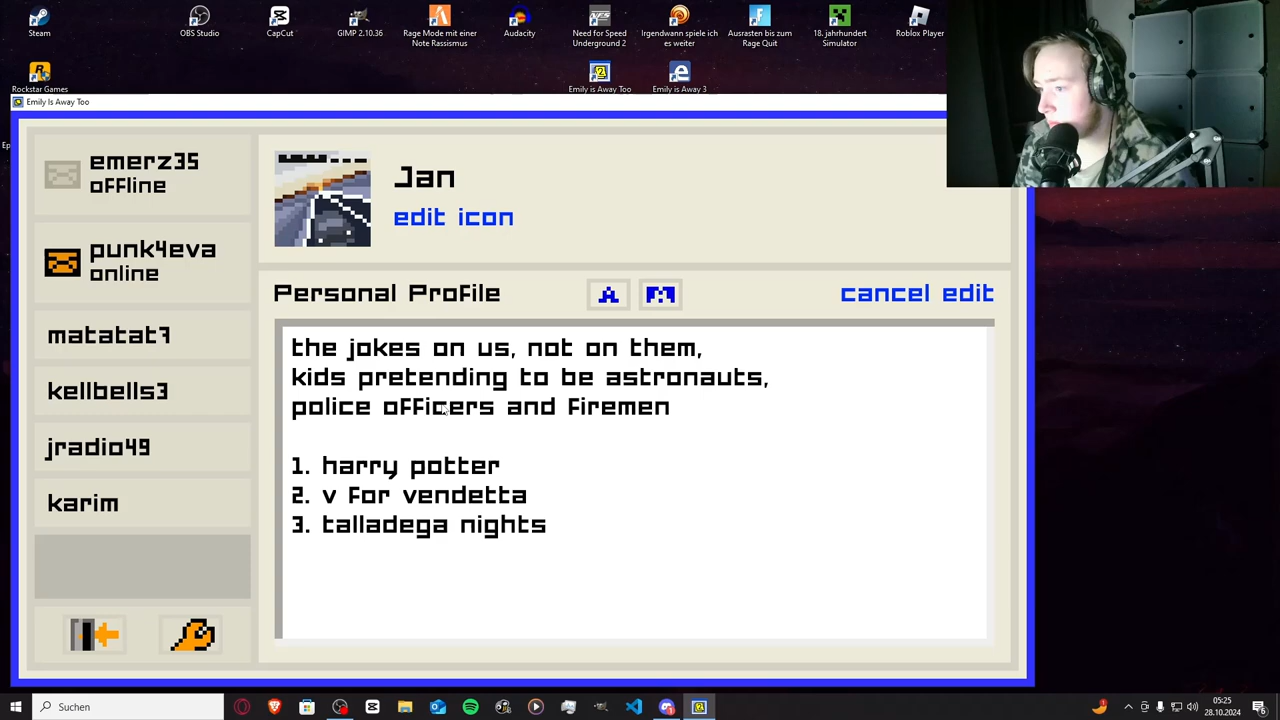 Steam
OBS Studio
CapCut
GIMP 2.10.36
Rage Mode mit einer
Note Rassismus
Audacity
Need for Speed
Underground 2
Irgendwann spiele ich
es weiter
Ausrasten bis zum
Rage Quit
18. jahrhundert
Simulator
Roblox Player
Rockstar Games
Emily is Away Too
Emily is Away 3
Emily Is Away Too
emerz35
offline
punk4eva
online
matatat7
kellbells3
jradio49
karim
Jan
edit icon
Personal Profile
A
cancel edit
the jokes on us, not on them,
kids pretending to be astronauts,
police officers and firemen
1. harry potter
2. v for vendetta
3. talladega nights
Suchen
05:25
28.10.2024